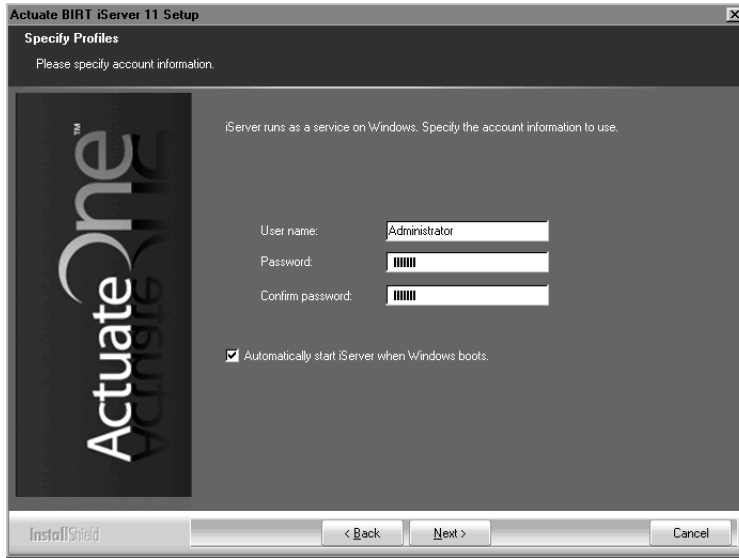 Actuate BIRT iServer 11 Setup
Specify Profiles
Please specify account information.
ActuateOne™
iServer runs as a service on Windows. Specify the account information to use.
User name:
Administrator
Password:
Confirm password:
Automatically start iServer when Windows boots.
InstallShield
< Back
Next >
Cancel